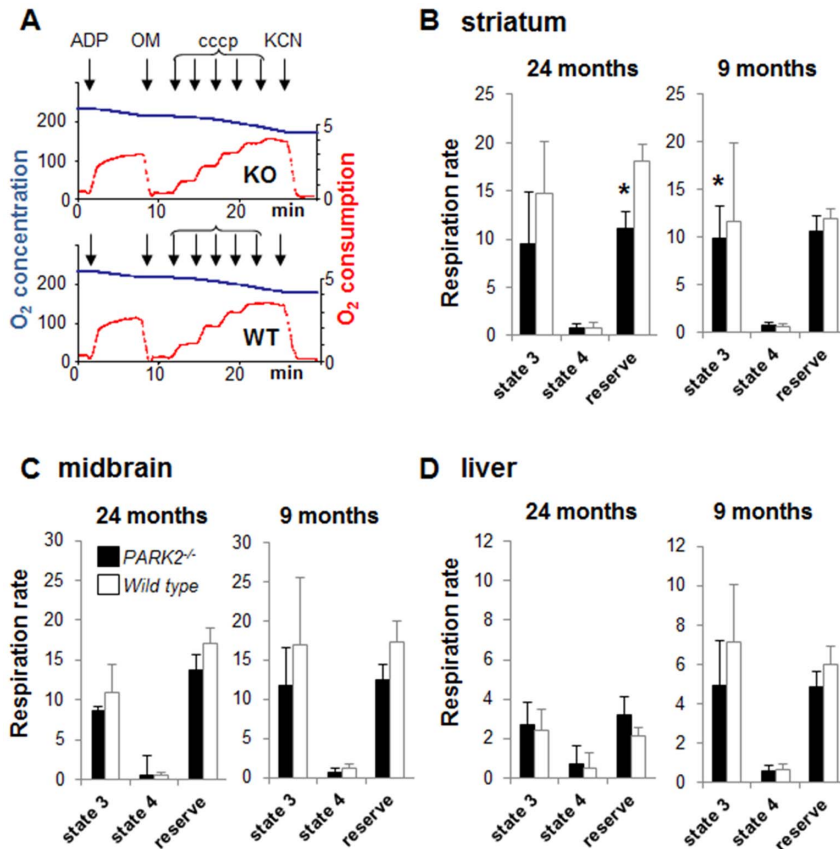 A
ADP OM cccp KCN
O2 concentration
200
100
0
5
0
KO
0 10 20 min
O2 consumption
200
100
0
5
0
WT
0 10 20 min
B striatum
24 months
Respiration rate
25
20
15
10
5
0
*
state 3 state 4 reserve
9 months
25
20
15
10
5
0
*
state 3 state 4 reserve
C midbrain
24 months
Respiration rate
30
25
20
15
10
5
0
PARK2-/-
Wild type
state 3 state 4 reserve
9 months
30
25
20
15
10
5
0
state 3 state 4 reserve
D liver
24 months
Respiration rate
12
10
8
6
4
2
0
state 3 state 4 reserve
9 months
12
10
8
6
4
2
0
state 3 state 4 reserve